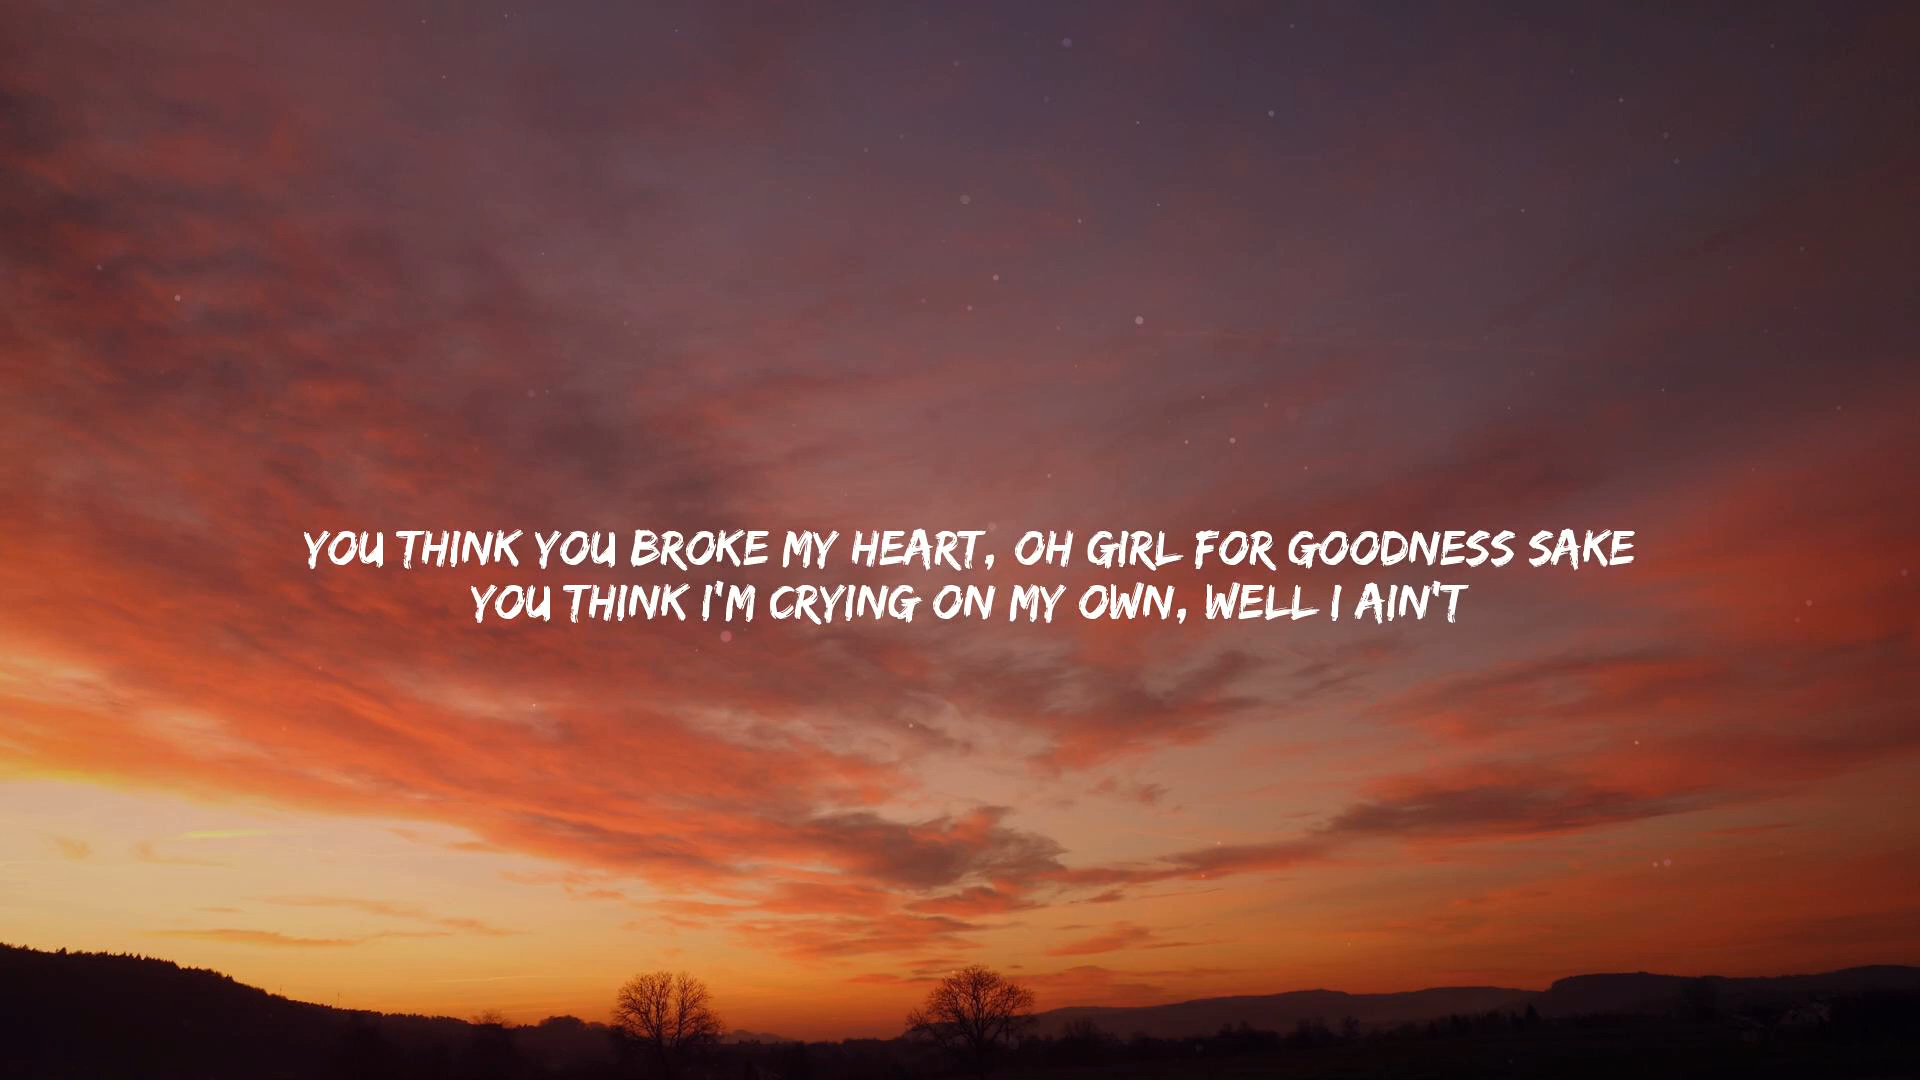 YOU THINK YOU BROKE MY HEART, OH GIRL FOR GOODNESS SAKE
YOU THINK I'M CRYING ON MY OWN, WELL I AIN'T